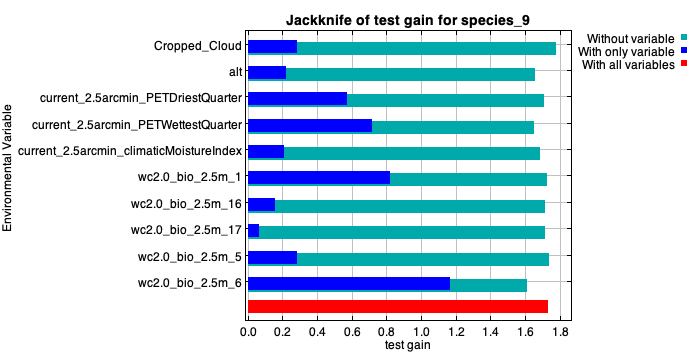 Jackknife of test gain for species_9
Without variable
With only variable
With all variables
Environmental Variable
Cropped_Cloud
alt
current_2.5arcmin_PETDriestQuarter
current_2.5arcmin_PETWettestQuarter
current_2.5arcmin_climaticMoistureIndex
wc2.0_bio_2.5m_1
wc2.0_bio_2.5m_16
wc2.0_bio_2.5m_17
wc2.0_bio_2.5m_5
wc2.0_bio_2.5m_6
0.0 0.2 0.4 0.6 0.8 1.0 1.2 1.4 1.6 1.8
test gain